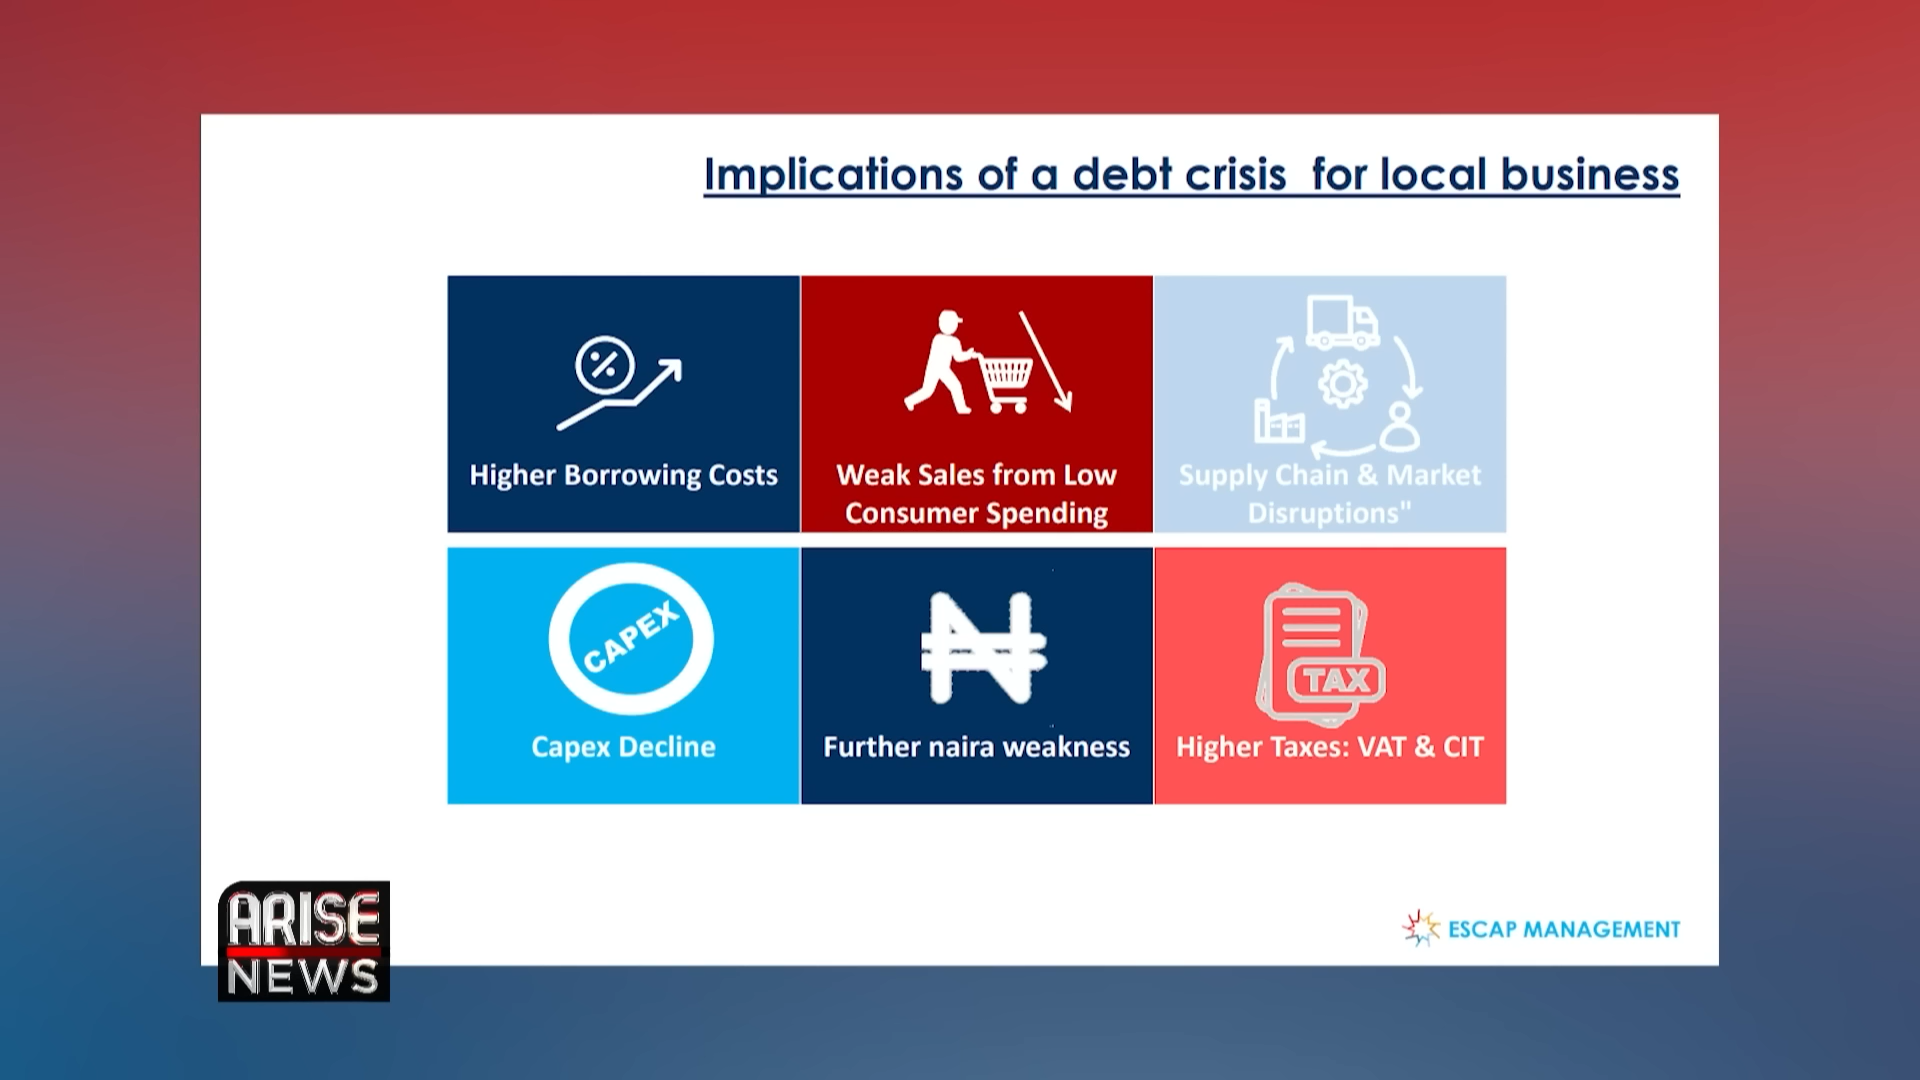 Implications of a debt crisis  for local business
%
Higher Borrowing Costs
Weak Sales from Low
Consumer Spending
Supply Chain & Market
Disruptions"
CAPEX
Capex Decline
₦
Further naira weakness
TAX
Higher Taxes: VAT & CIT
ARISE
NEWS
ESCAP MANAGEMENT